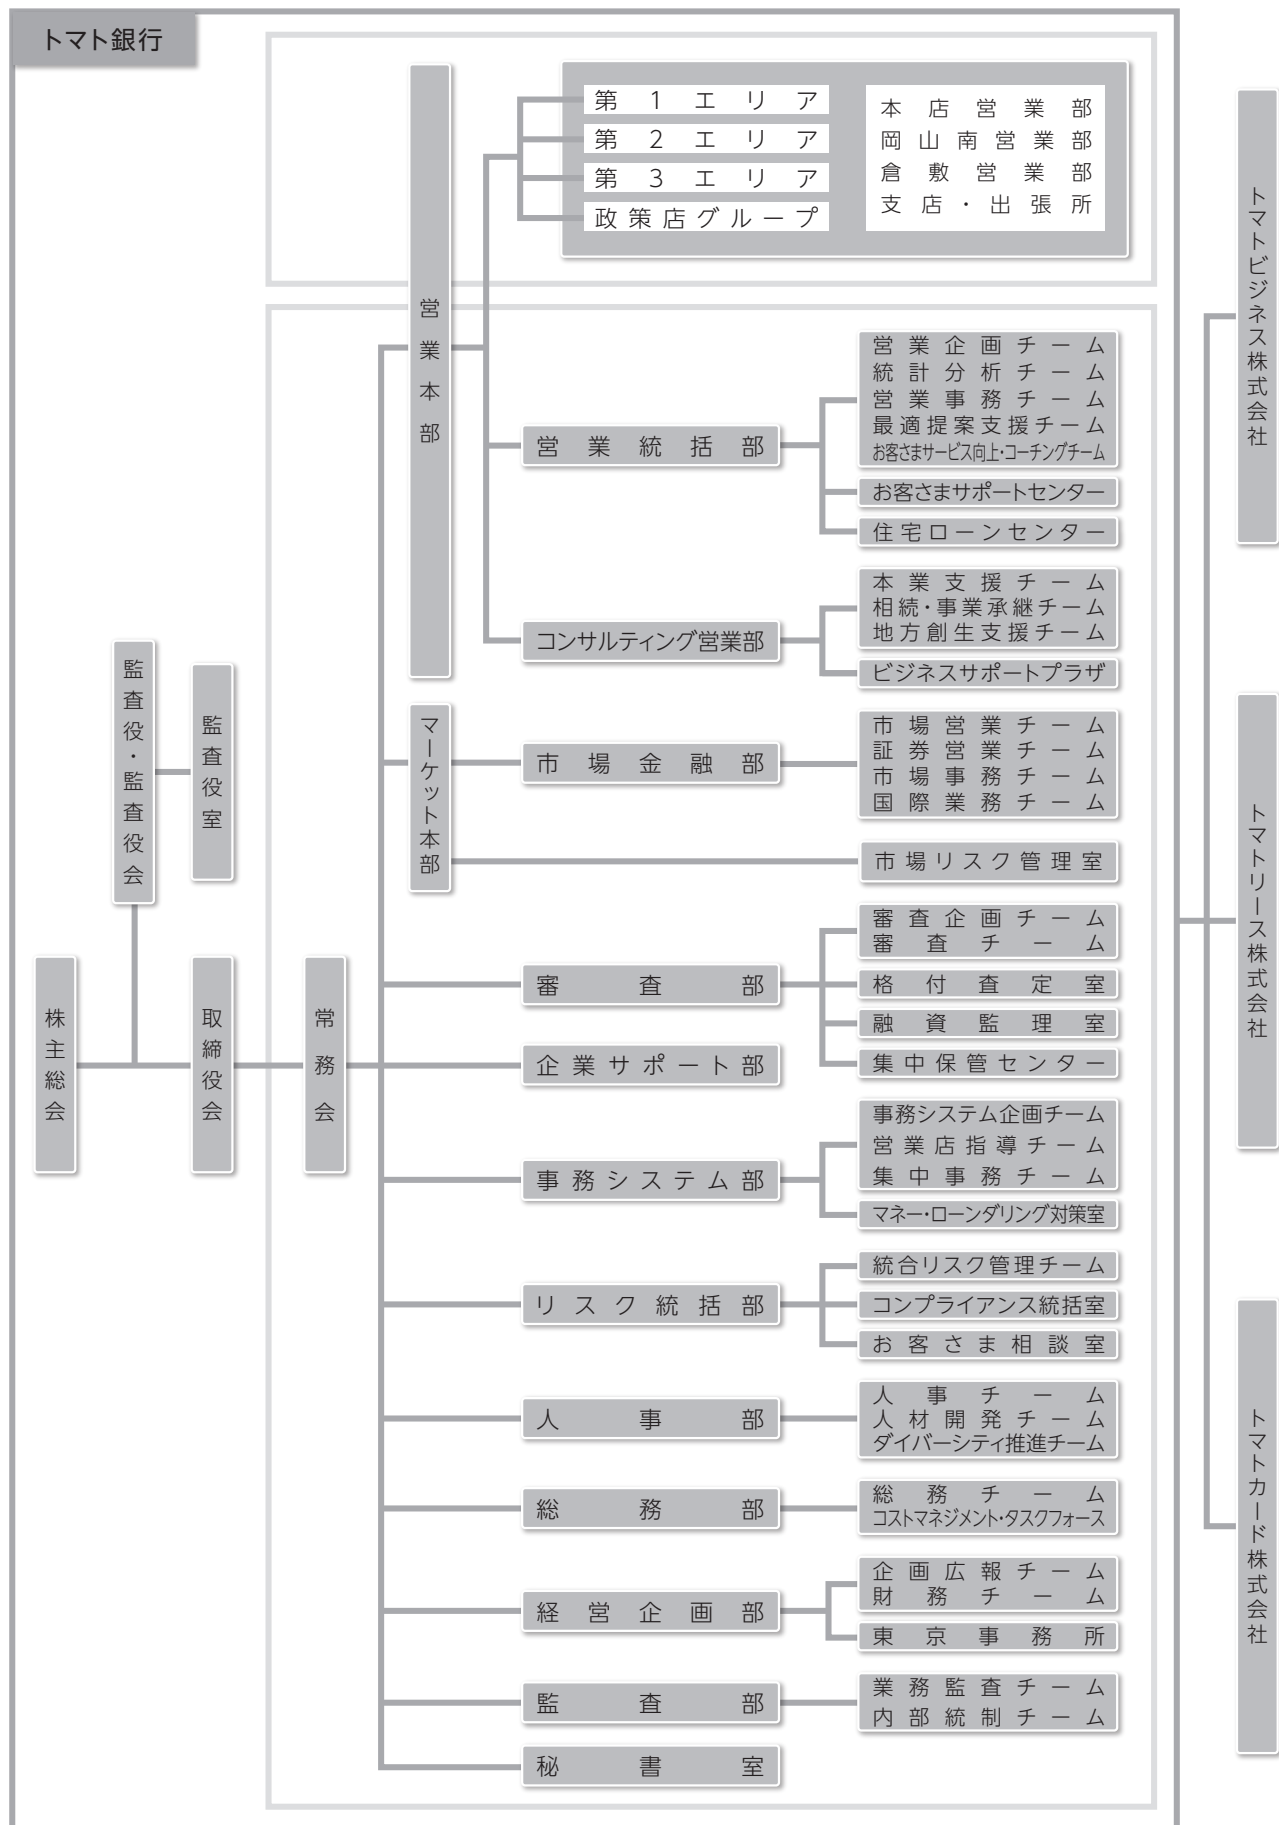 トマト銀行
株主総会
監査役・監査役会
監査役室
取締役会
常務会
営業本部
第1エリア
第2エリア
第3エリア
政策店グループ
本店営業部
岡山南営業部
倉敷営業部
支店・出張所
営業統括部
営業企画チーム
統計分析チーム
営業事務チーム
最適提案支援チーム
お客さまサービス向上・コーチングチーム
お客さまサポートセンター
住宅ローンセンター
コンサルティング営業部
本業支援チーム
相続・事業承継チーム
地方創生支援チーム
ビジネスサポートプラザ
マーケット本部
市場金融部
市場営業チーム
証券営業チーム
市場事務チーム
国際業務チーム
市場リスク管理室
審査部
審査企画チーム
審査チーム
格付査定室
融資監理室
集中保管センター
企業サポート部
事務システム部
事務システム企画チーム
営業店指導チーム
集中事務チーム
マネー・ローンダリング対策室
リスク統括部
統合リスク管理チーム
コンプライアンス統括室
お客さま相談室
人事部
人事チーム
人材開発チーム
ダイバーシティ推進チーム
総務部
総務チーム
コストマネジメント・タスクフォース
経営企画部
企画広報チーム
財務チーム
東京事務所
監査部
業務監査チーム
内部統制チーム
秘書室
トマトビジネス株式会社
トマトリース株式会社
トマトカード株式会社